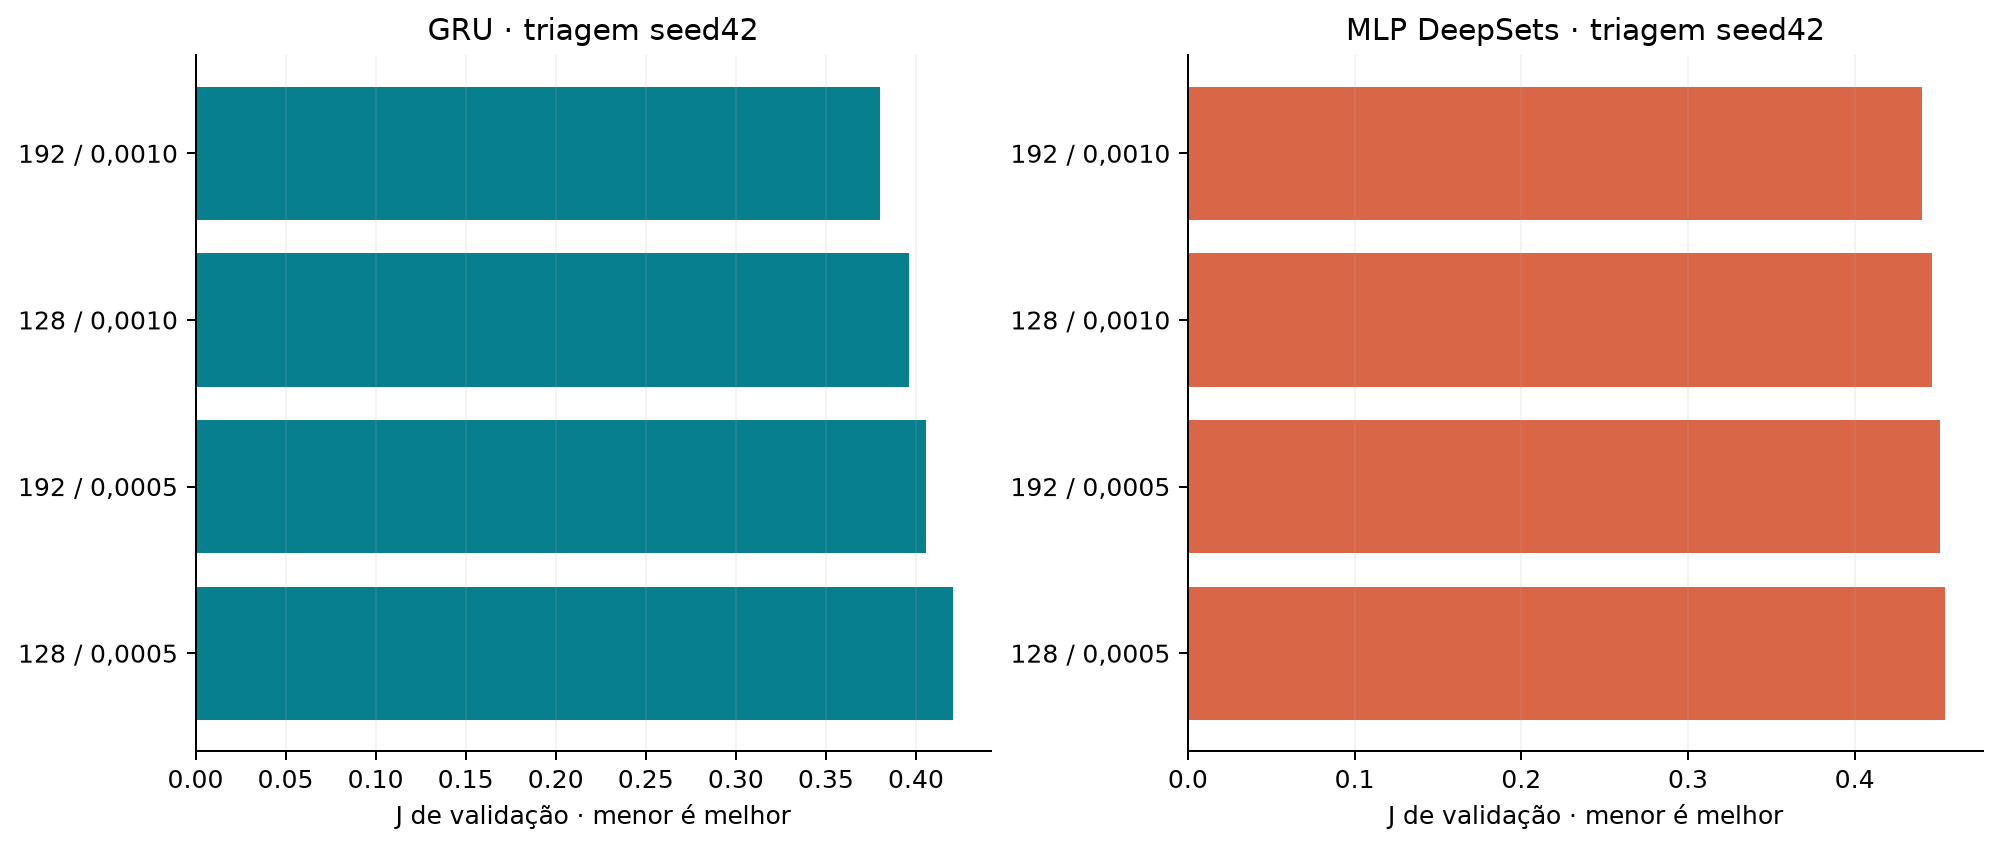 GRU · triagem seed42
192 / 0,0010
128 / 0,0010
192 / 0,0005
128 / 0,0005
0.00 0.05 0.10 0.15 0.20 0.25 0.30 0.35 0.40
J de validação · menor é melhor
MLP DeepSets · triagem seed42
192 / 0,0010
128 / 0,0010
192 / 0,0005
128 / 0,0005
0.0 0.1 0.2 0.3 0.4
J de validação · menor é melhor